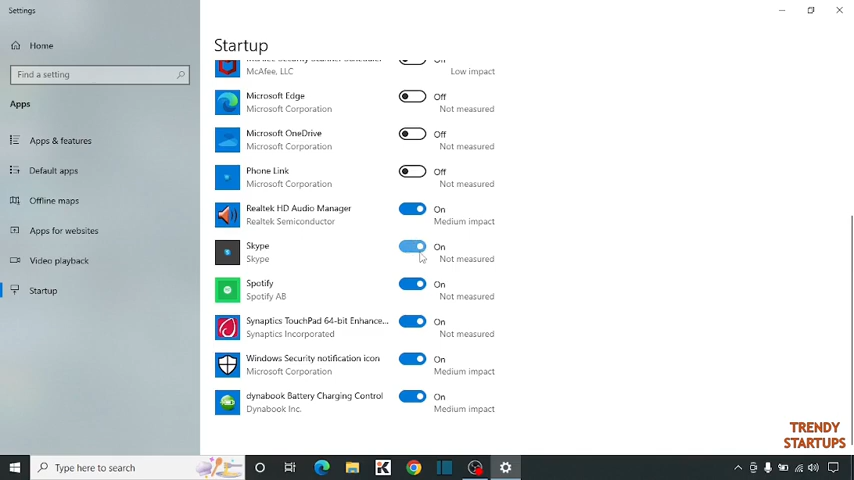 Settings
Home
Find a setting
Apps
Apps & features
Default apps
Offline maps
Apps for websites
Video playback
Startup
Startup
McAfee, LLC
Low impact
Microsoft Edge
Off
Microsoft Corporation
Not measured
Microsoft OneDrive
Off
Microsoft Corporation
Not measured
Phone Link
Off
Microsoft Corporation
Not measured
Realtek HD Audio Manager
On
Realtek Semiconductor
Medium impact
Skype
On
Skype
Not measured
Spotify
On
Spotify AB
Not measured
Synaptics TouchPad 64-bit Enhance...
On
Synaptics Incorporated
Not measured
Windows Security notification icon
On
Microsoft Corporation
Medium impact
dynabook Battery Charging Control
On
Dynabook Inc.
Medium impact
TRENDY
STARTUPS
Type here to search
K